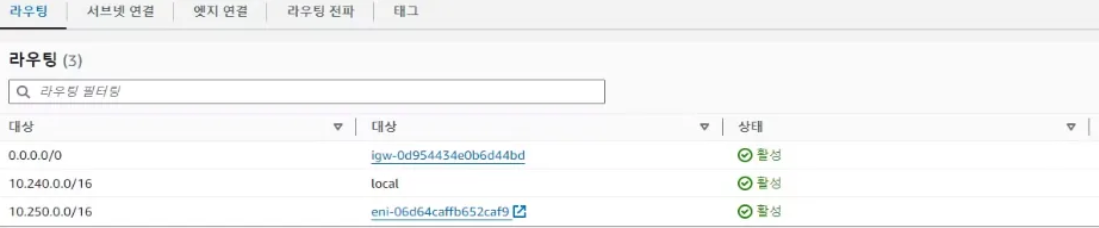 라우팅 서브넷 연결 엣지 연결 라우팅 전파 태그
라우팅 (3)
라우팅 필터링
대상 대상 상태
0.0.0.0/0 igw-0d954434e0b6d44bd 활성
10.240.0.0/16 local 활성
10.250.0.0/16 eni-06d64caffb652caf9 활성